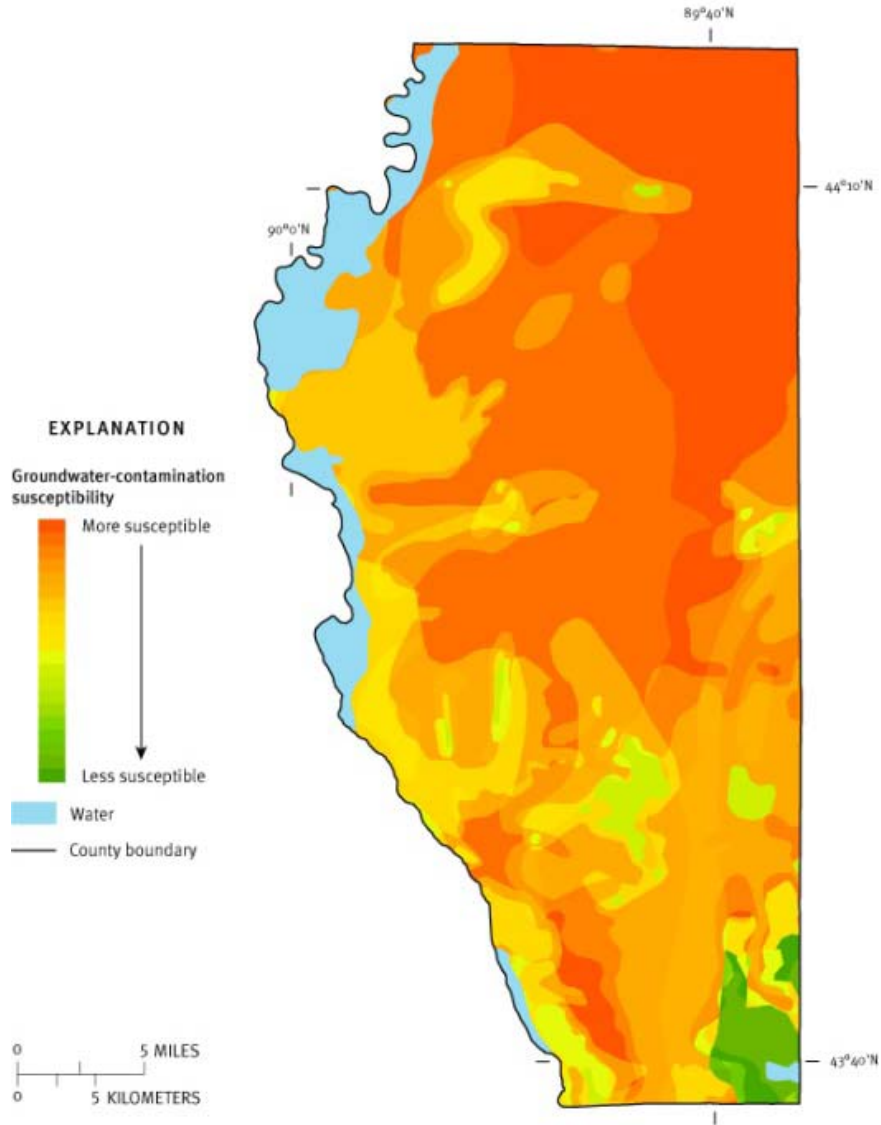 89°40'N
44°10'N
90°0'N
EXPLANATION
Groundwater-contamination
susceptibility
More susceptible
Less susceptible
Water
County boundary
0 5 MILES
0 5 KILOMETERS
43°40'N